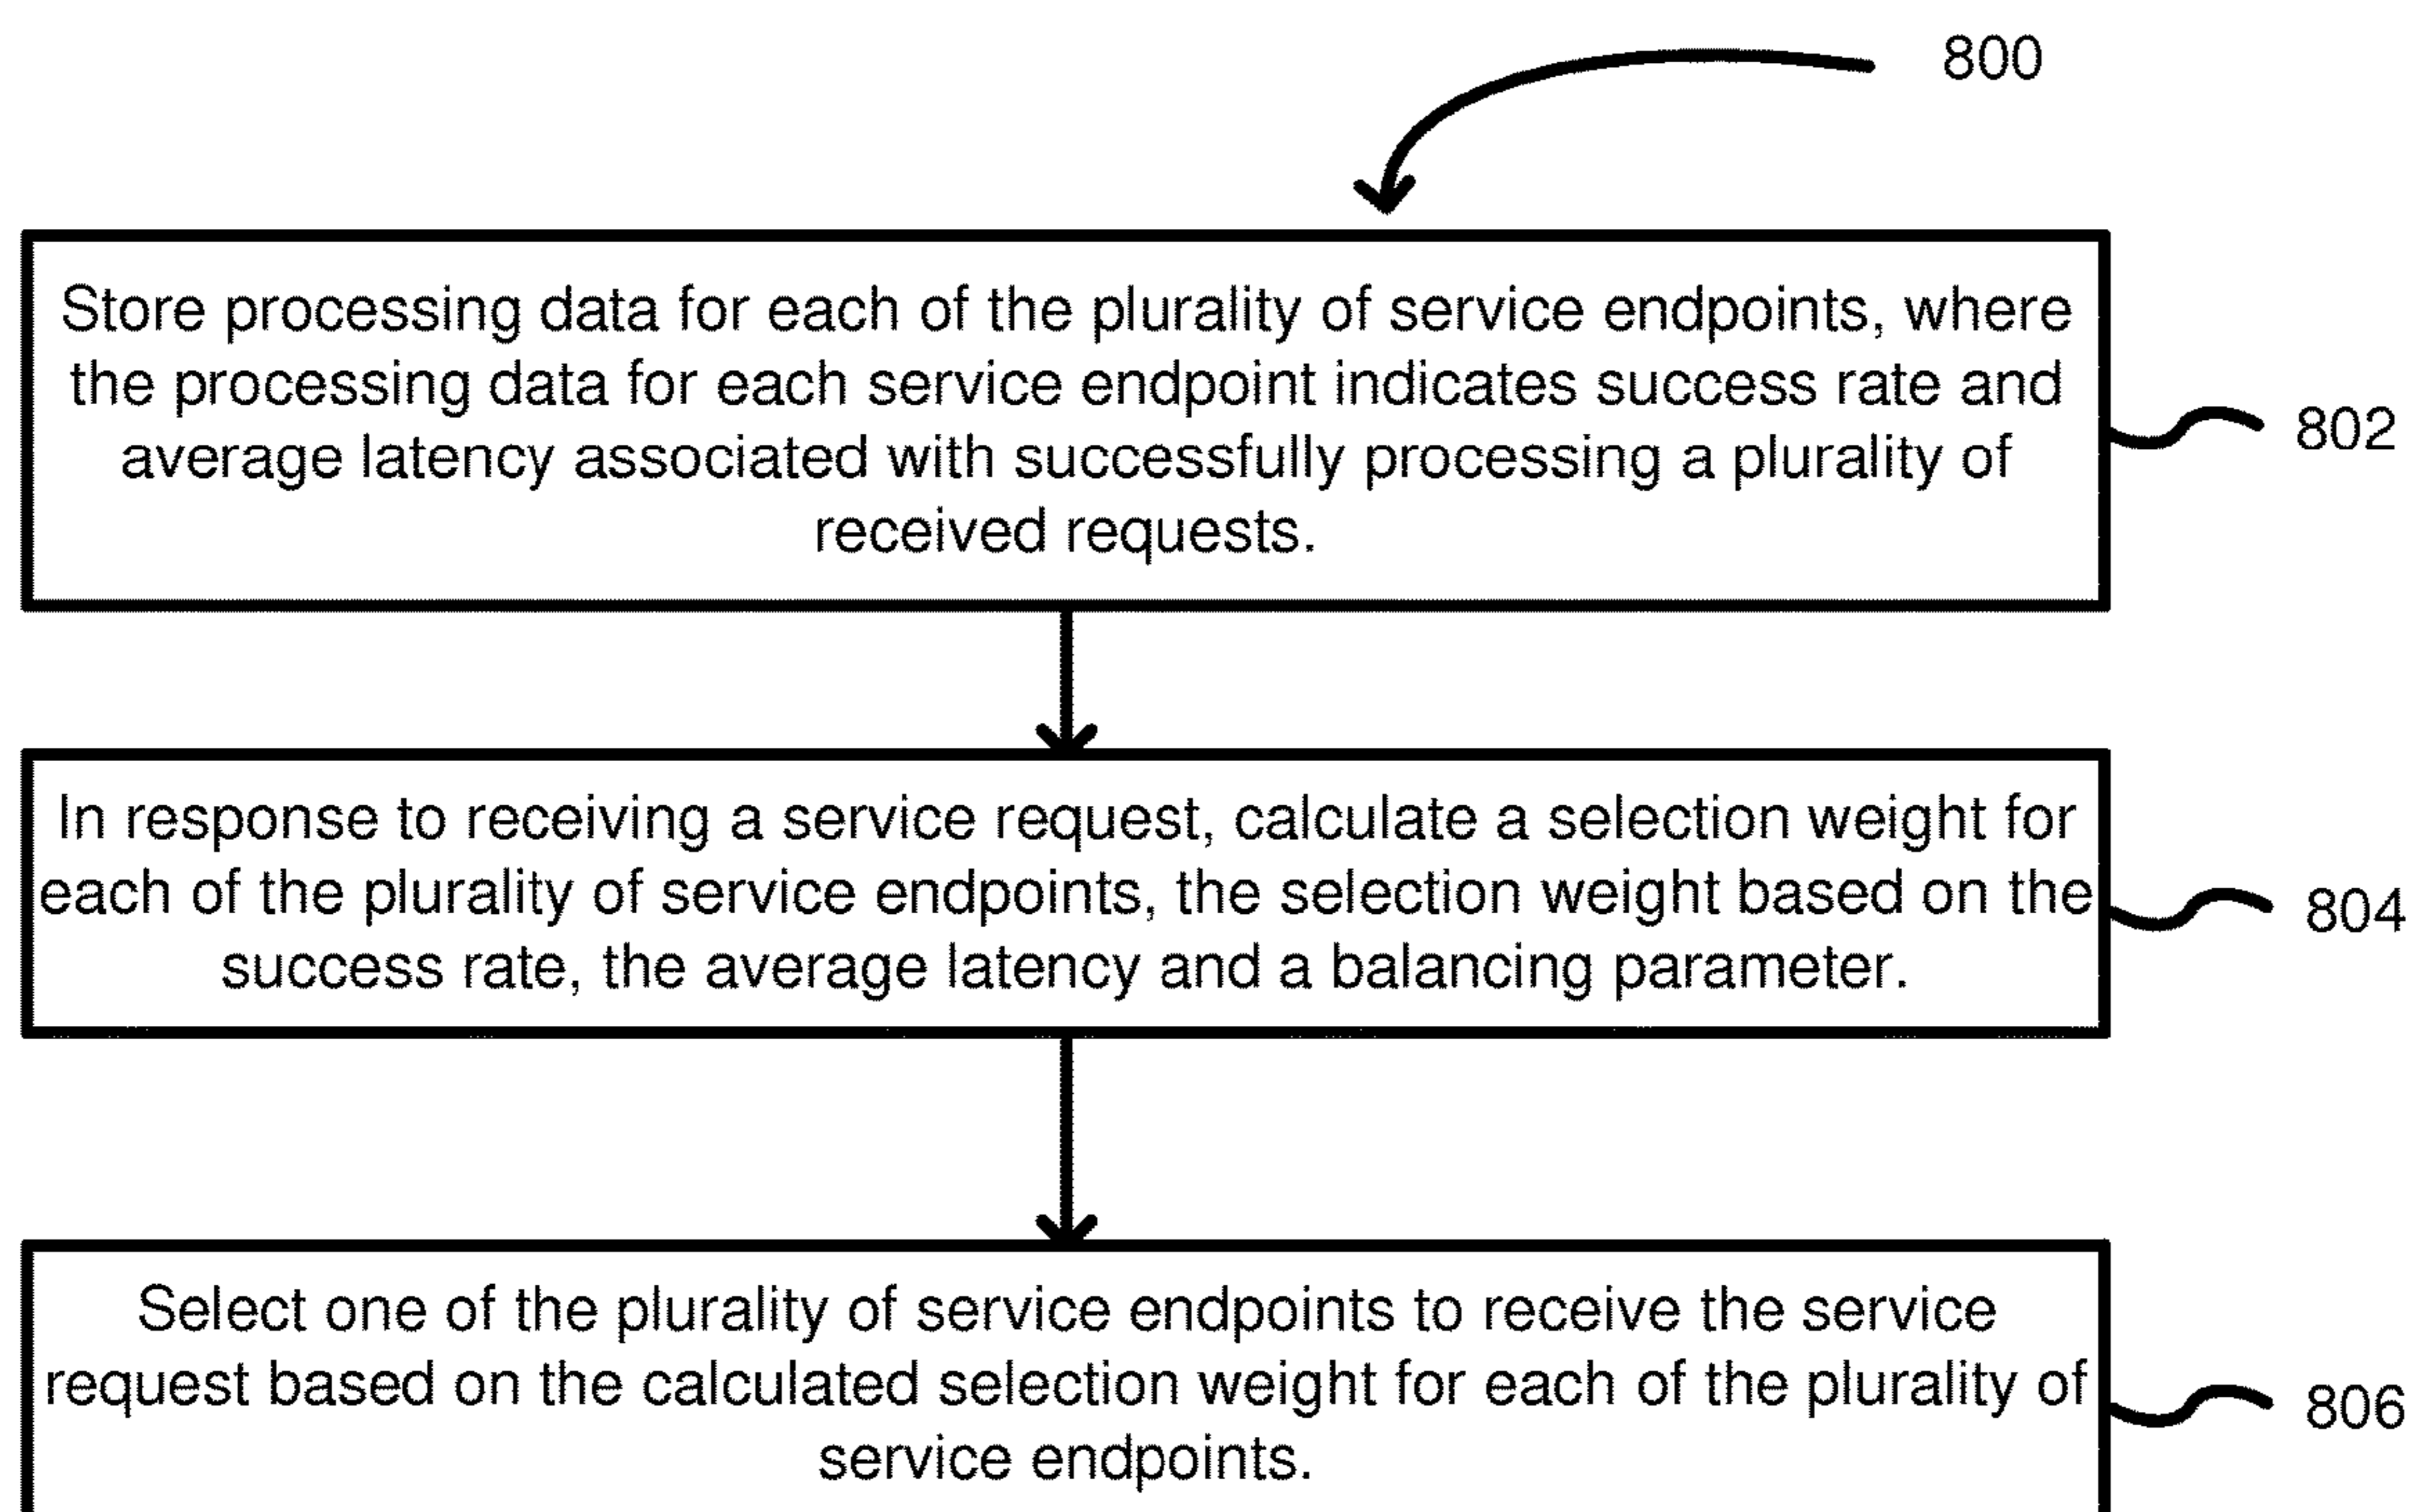 800
Store processing data for each of the plurality of service endpoints, where
the processing data for each service endpoint indicates success rate and
average latency associated with successfully processing a plurality of
received requests.
802
In response to receiving a service request, calculate a selection weight for
each of the plurality of service endpoints, the selection weight based on the
success rate, the average latency and a balancing parameter.
804
Select one of the plurality of service endpoints to receive the service
request based on the calculated selection weight for each of the plurality of
service endpoints.
806